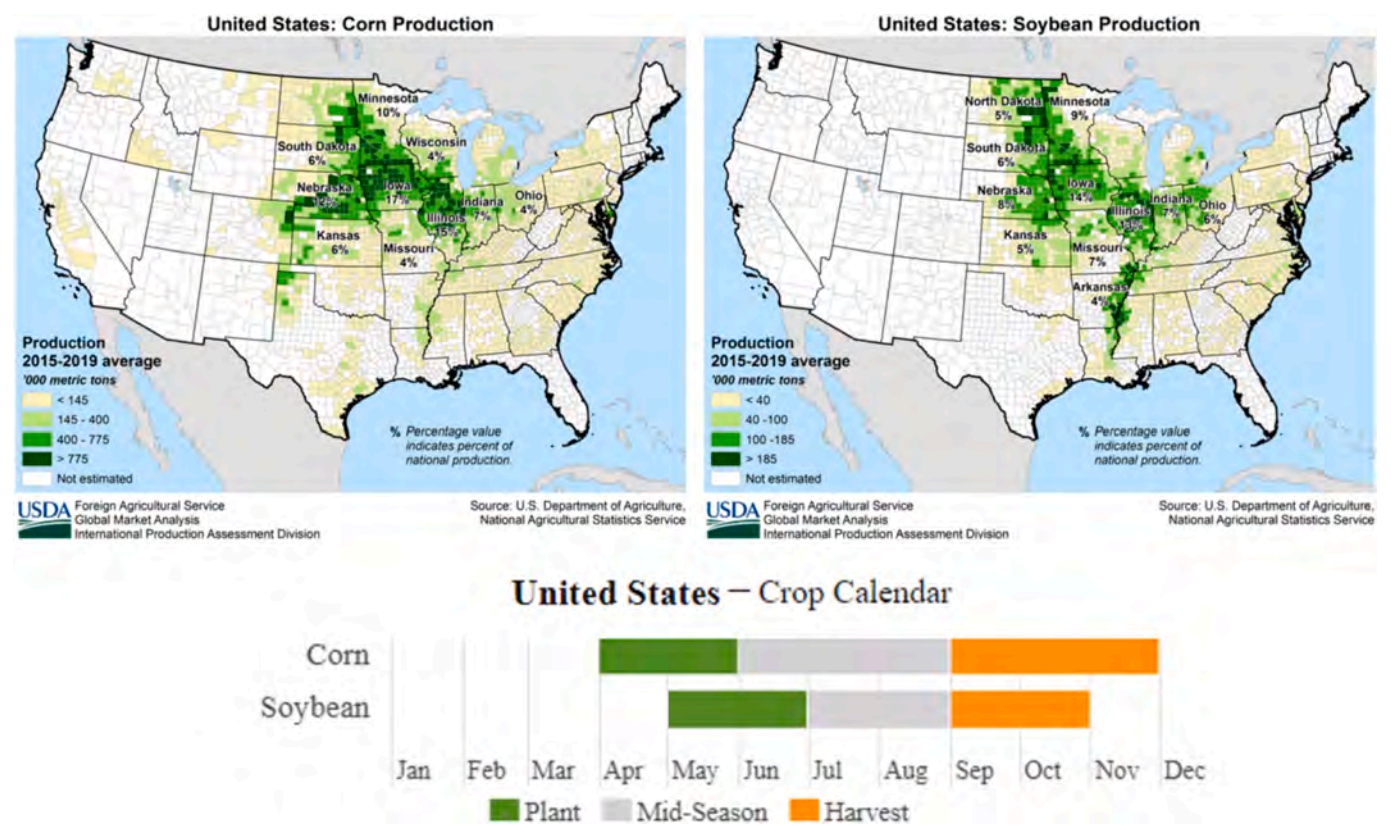 United States: Corn Production
Minnesota
10%
Wisconsin
4%
South Dakota
6%
Nebraska
12%
Iowa
17%
Illinois
15%
Indiana
7%
Ohio
4%
Kansas
6%
Missouri
4%
Production
2015-2019 average
'000 metric tons
< 145
145 - 400
400 - 775
> 775
Not estimated
% Percentage value
indicates percent of
national production.
USDA
Foreign Agricultural Service
Global Market Analysis
International Production Assessment Division
Source: U.S. Department of Agriculture,
National Agricultural Statistics Service
United States: Soybean Production
North Dakota
5%
Minnesota
9%
South Dakota
6%
Nebraska
8%
Iowa
14%
Illinois
Indiana
7%
Ohio
6%
Kansas
5%
Missouri
7%
Arkansas
4%
Production
2015-2019 average
'000 metric tons
< 40
40 -100
100 -185
> 185
Not estimated
% Percentage value
indicates percent of
national production.
USDA
Foreign Agricultural Service
Global Market Analysis
International Production Assessment Division
Source: U.S. Department of Agriculture,
National Agricultural Statistics Service
United States – Crop Calendar
Corn
Soybean
Jan Feb Mar Apr May Jun Jul Aug Sep Oct Nov Dec
Plant Mid-Season Harvest